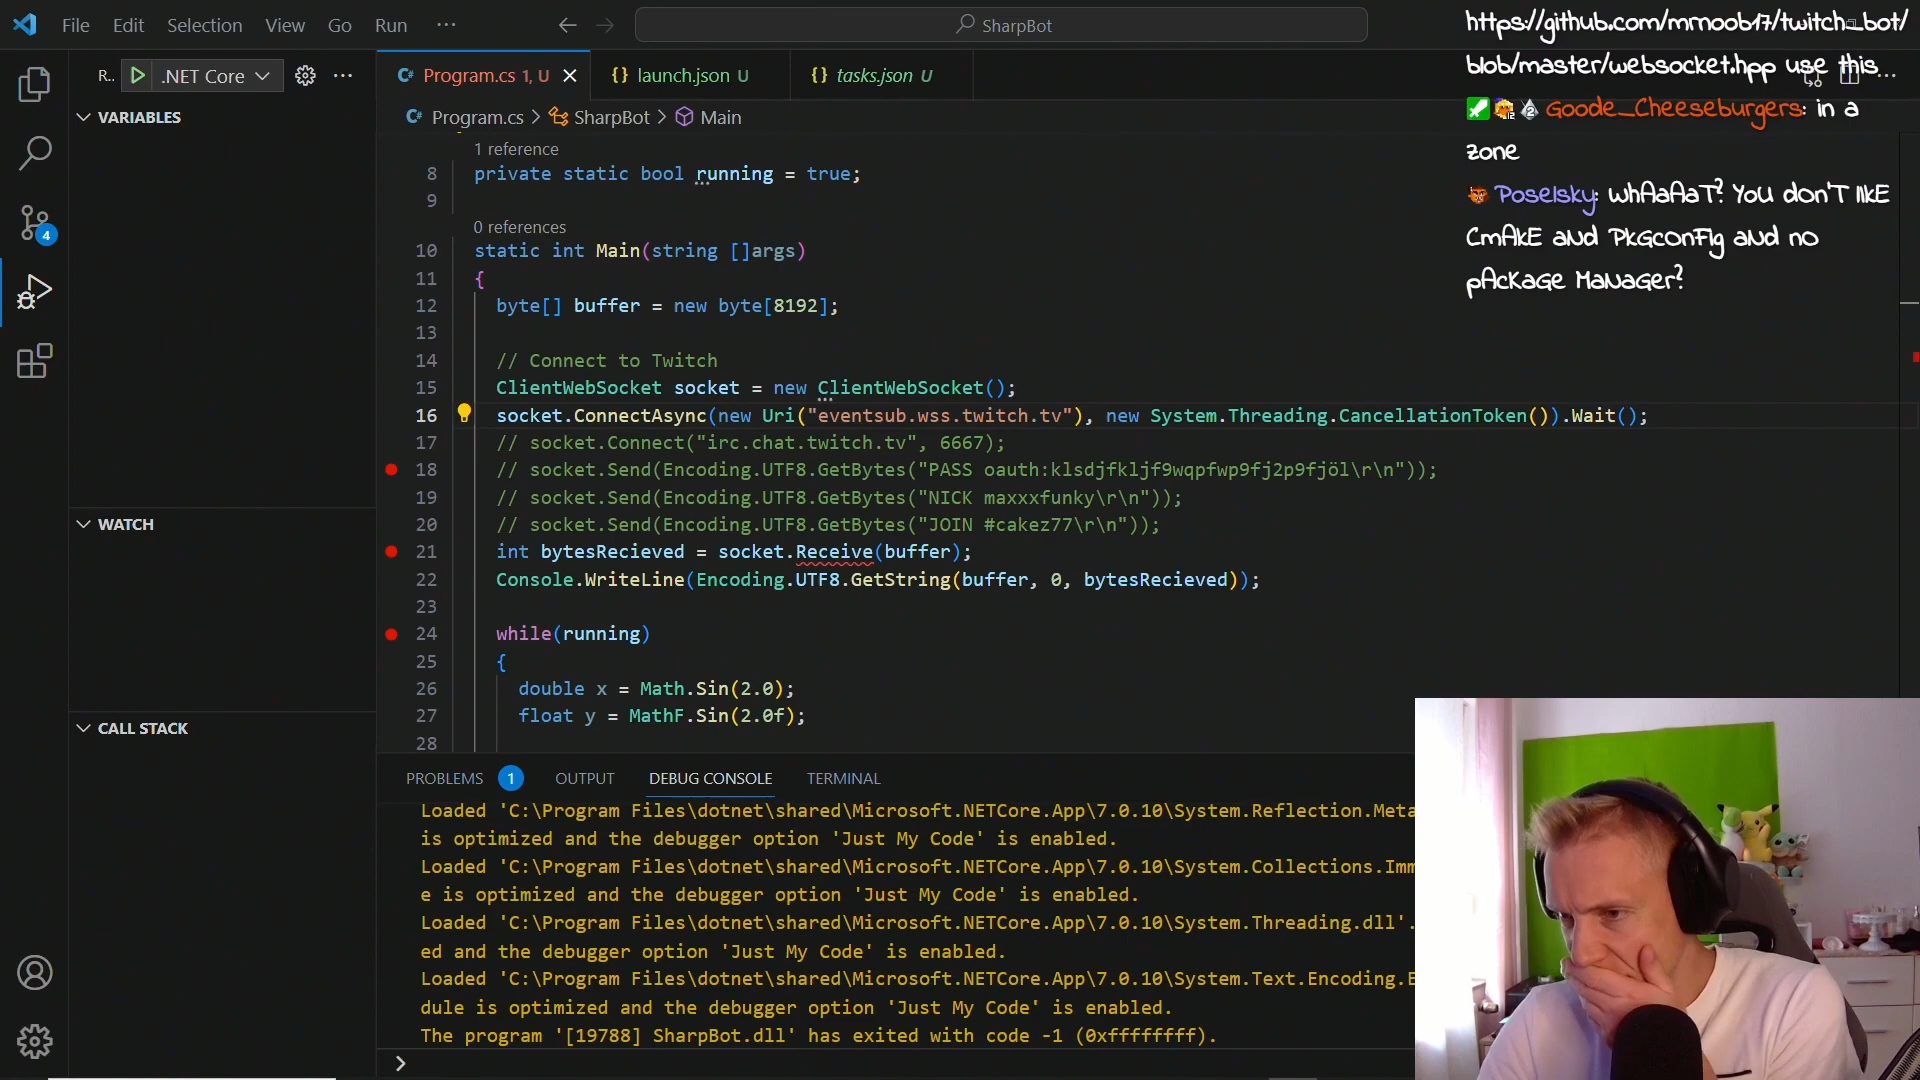 File Edit Selection View Go Run ··· SharpBot
R.. .NET Core ···
Program.cs 1, U launch.json U tasks.json U
Program.cs > SharpBot > Main
VARIABLES
WATCH
CALL STACK
4
1 reference
8 private static bool running = true;
9
0 references
10 static int Main(string []args)
11 {
12 byte[] buffer = new byte[8192];
13
14 // Connect to Twitch
15 ClientWebSocket socket = new ClientWebSocket();
16 socket.ConnectAsync(new Uri("eventsub.wss.twitch.tv"), new System.Threading.CancellationToken()).Wait();
17 // socket.Connect("irc.chat.twitch.tv", 6667);
18 // socket.Send(Encoding.UTF8.GetBytes("PASS oauth:klsdjfkljf9wqpfwp9fj2p9fjöl\r\n"));
19 // socket.Send(Encoding.UTF8.GetBytes("NICK maxxxfunky\r\n"));
20 // socket.Send(Encoding.UTF8.GetBytes("JOIN #cakez77\r\n"));
21 int bytesRecieved = socket.Receive(buffer);
22 Console.WriteLine(Encoding.UTF8.GetString(buffer, 0, bytesRecieved));
23
24 while(running)
25 {
26 double x = Math.Sin(2.0);
27 float y = MathF.Sin(2.0f);
28
PROBLEMS 1 OUTPUT DEBUG CONSOLE TERMINAL
Loaded 'C:\Program Files\dotnet\shared\Microsoft.NETCore.App\7.0.10\System.Reflection.Meta
is optimized and the debugger option 'Just My Code' is enabled.
Loaded 'C:\Program Files\dotnet\shared\Microsoft.NETCore.App\7.0.10\System.Collections.Imm
e is optimized and the debugger option 'Just My Code' is enabled.
Loaded 'C:\Program Files\dotnet\shared\Microsoft.NETCore.App\7.0.10\System.Threading.dll'.
ed and the debugger option 'Just My Code' is enabled.
Loaded 'C:\Program Files\dotnet\shared\Microsoft.NETCore.App\7.0.10\System.Text.Encoding.E
dule is optimized and the debugger option 'Just My Code' is enabled.
The program '[19788] SharpBot.dll' has exited with code -1 (0xffffffff).
>
https://github.com/mrnoob17/twitch_bot/
blob/master/websocket.hpp use this
Goode_Cheeseburgers: in a
zone
Poselsky: whAaAaT? You don'T lIkE
CmAkE aNd PkGconFIg aNd no
pAcKaGe MaNaGer?